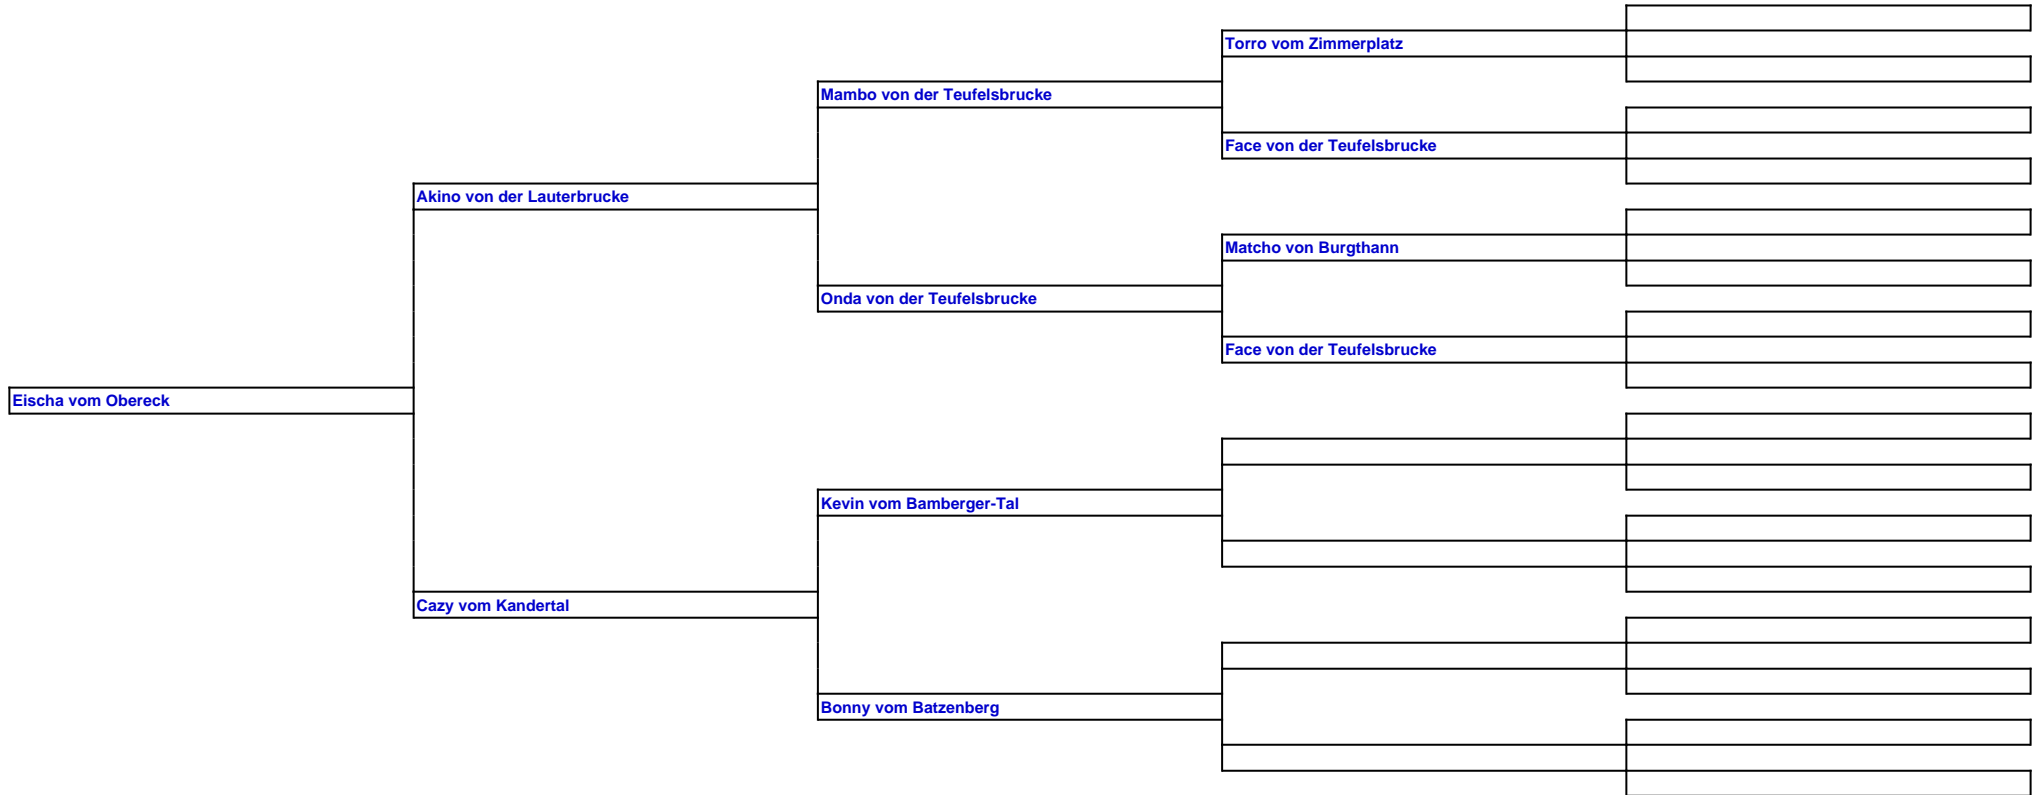 Torro vom Zimmerplatz
Mambo von der Teufelsbrucke
Face von der Teufelsbrucke
Akino von der Lauterbrucke
Matcho von Burgthann
Onda von der Teufelsbrucke
Face von der Teufelsbrucke
Eischa vom Obereck
Kevin vom Bamberger-Tal
Cazy vom Kandertal
Bonny vom Batzenberg